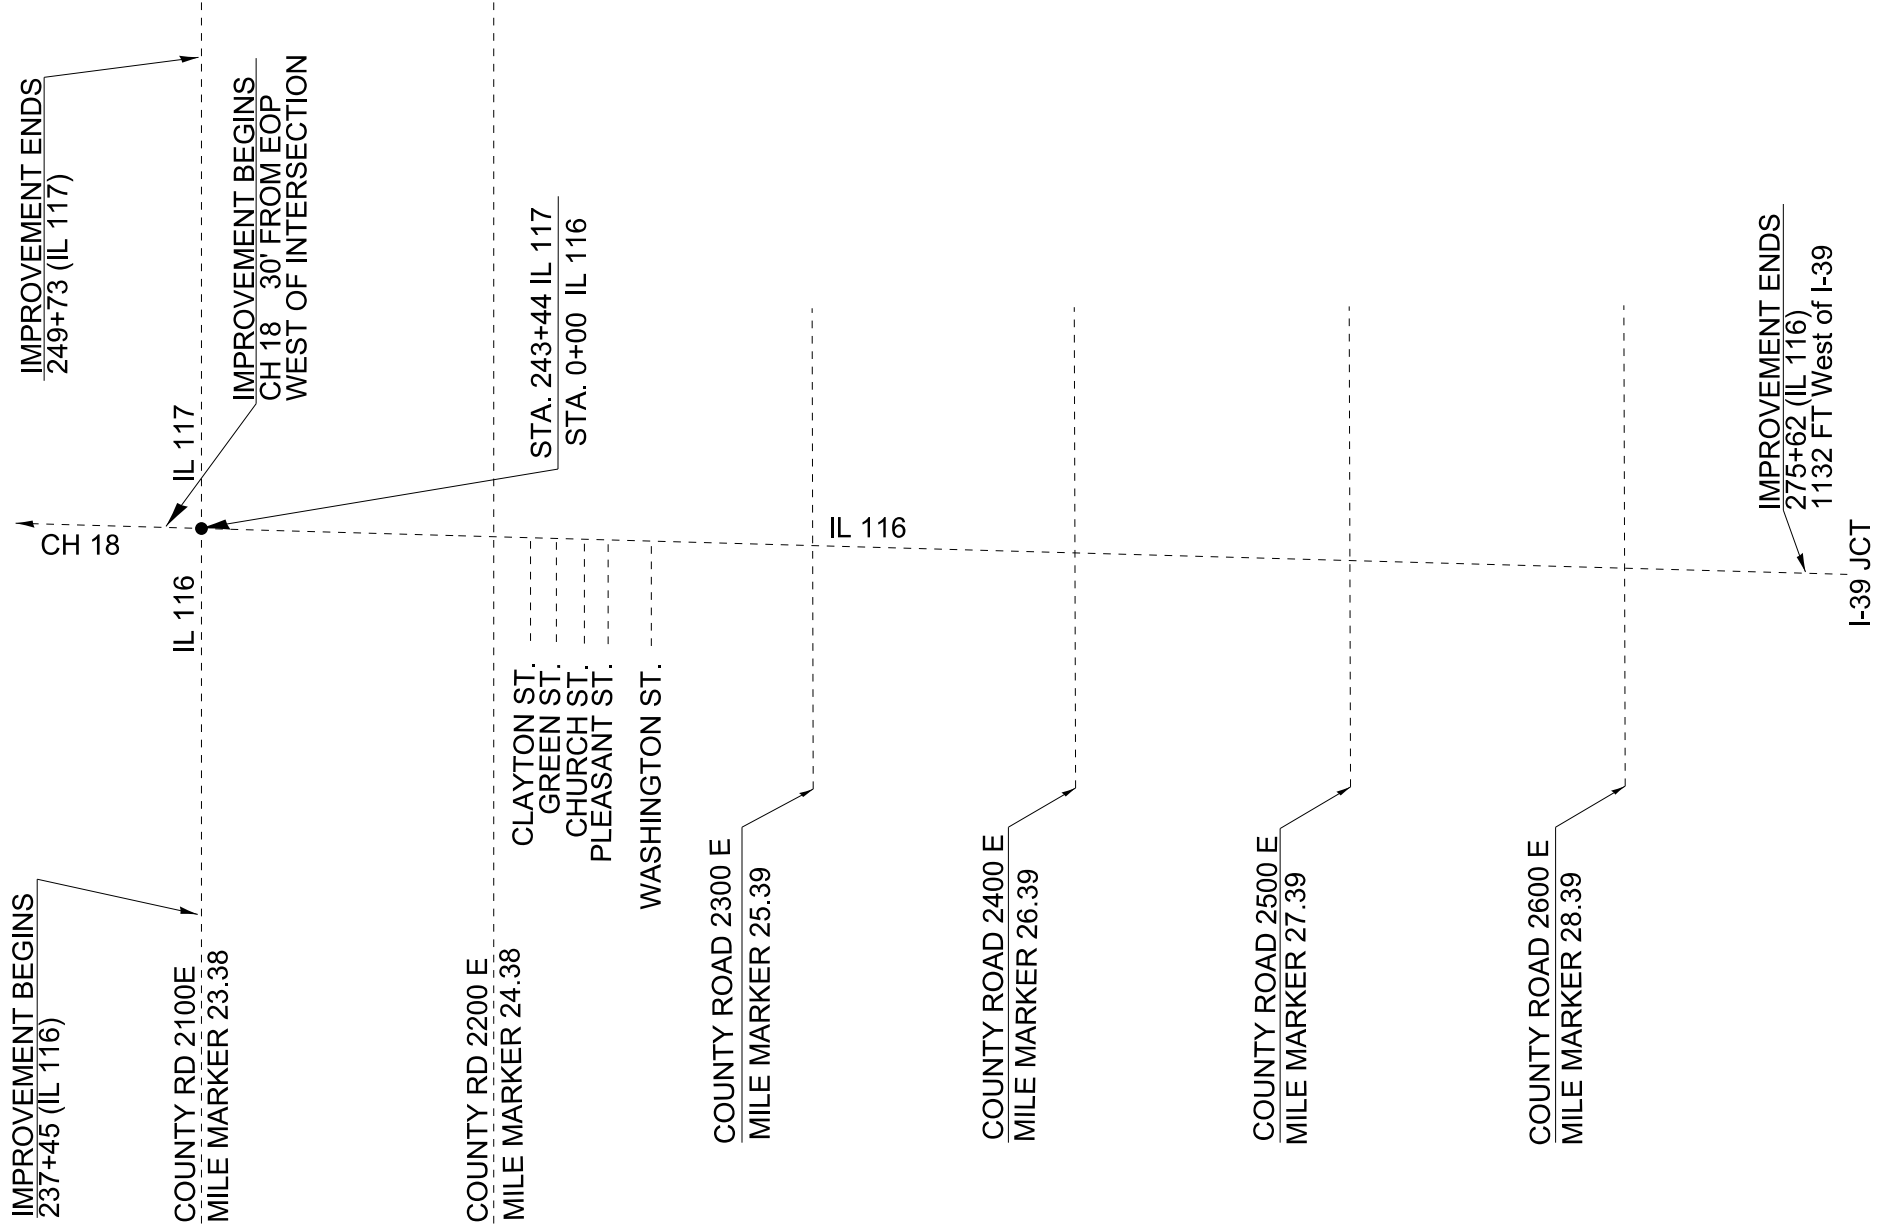 IMPROVEMENT ENDS
249+73 (IL 117)
IMPROVEMENT BEGINS
CH 18   30' FROM EOP
WEST OF INTERSECTION
IL 117
STA. 243+44 IL 117
STA. 0+00  IL 116
CH 18
IL 116
IMPROVEMENT BEGINS
237+45 (IL 116)
COUNTY RD 2100E
MILE MARKER 23.38
COUNTY RD 2200 E
MILE MARKER 24.38
CLAYTON ST.
GREEN ST.
CHURCH ST.
PLEASANT ST.
WASHINGTON ST.
IL 116
COUNTY ROAD 2300 E
MILE MARKER 25.39
COUNTY ROAD 2400 E
MILE MARKER 26.39
COUNTY ROAD 2500 E
MILE MARKER 27.39
COUNTY ROAD 2600 E
MILE MARKER 28.39
IMPROVEMENT ENDS
275+62 (IL 116)
1132 FT West of I-39
I-39 JCT